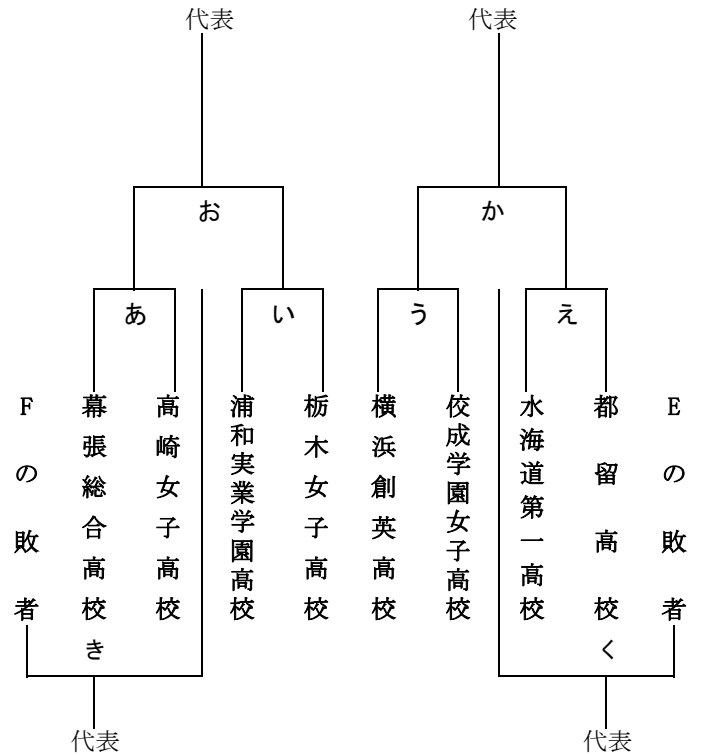 代表
代表
お
か
あ
い
う
え
Fの敗者
幕張総合高校
高崎女子高校
浦和実業学園高校
栃木女子高校
横浜創英高校
佼成学園女子高校
水海道第一高校
都留高校
Eの敗者
き
く
代表
代表